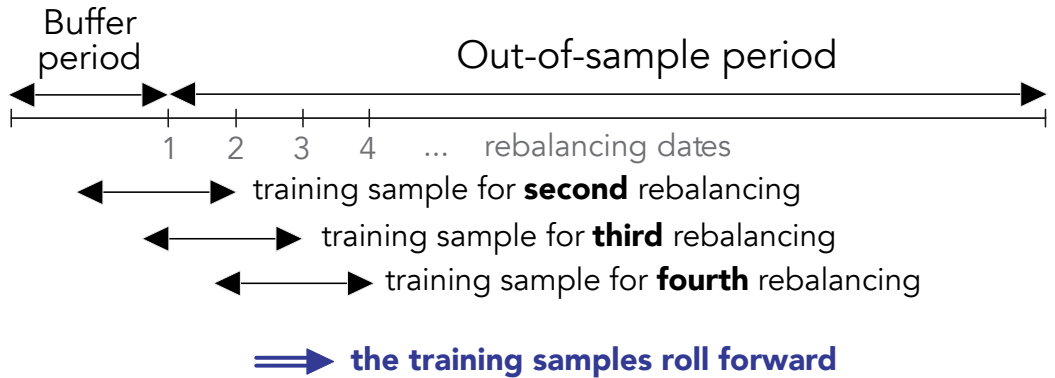 Buffer
period
Out-of-sample period
1 2 3 4 ... rebalancing dates
training sample for second rebalancing
training sample for third rebalancing
training sample for fourth rebalancing
the training samples roll forward